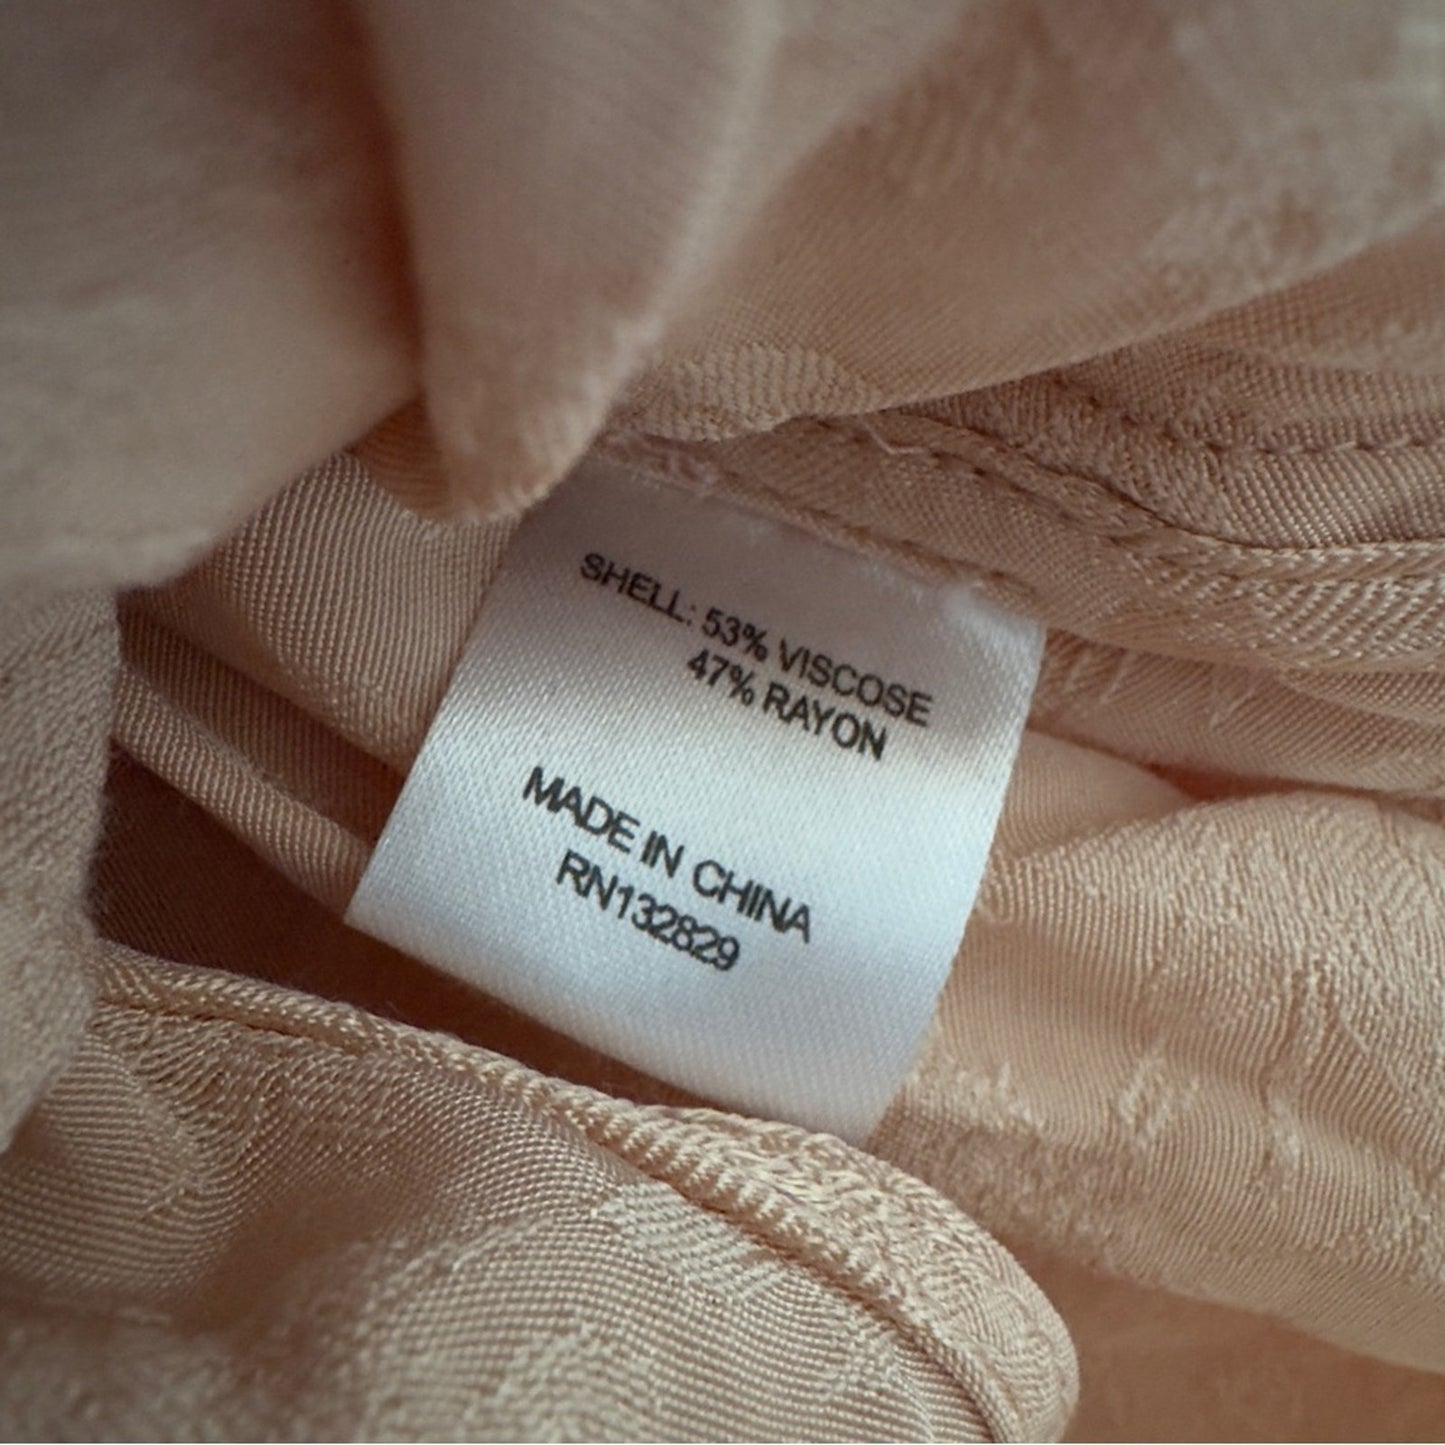 SHELL: 53% VISCOSE
47% RAYON
MADE IN CHINA
RN132829